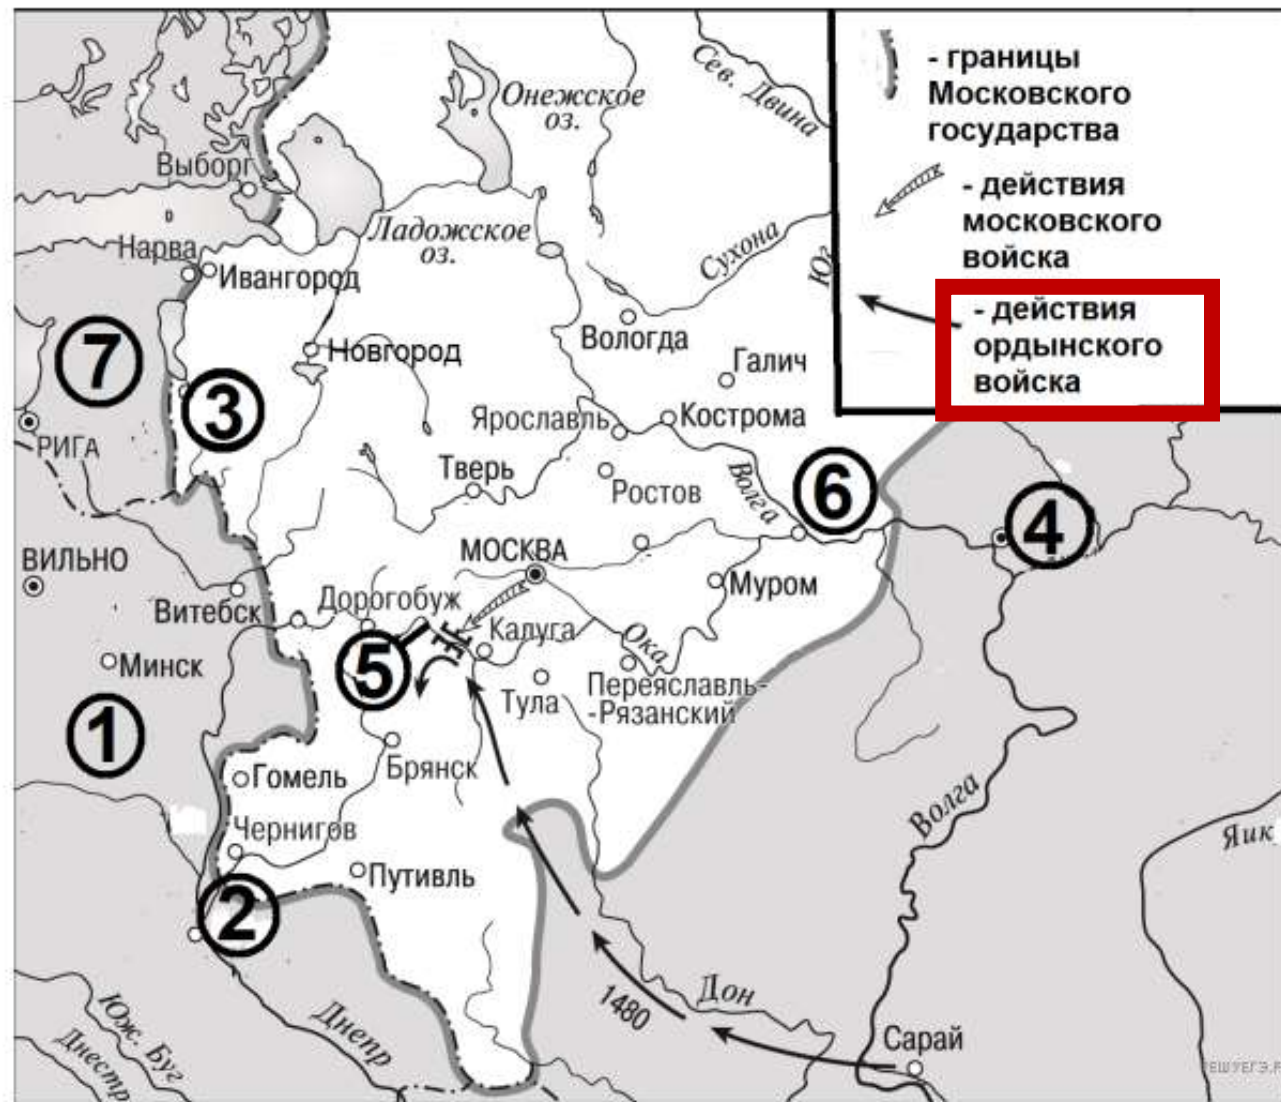 - границы
Московского
государства
- действия
московского
войска
- действия
ордынского
войска
Онежское
оз.
Сев. Двина
Выборг
Ладожское
оз.
Сухона
Юг
Нарва
Ивангород
Новгород
Вологда
Галич
7
3
РИГА
Ярославль
Кострома
Тверь
Ростов
Волга
6
4
ВИЛЬНО
МОСКВА
Муром
Витебск
Дорогобуж
Калуга
Ока
5
Минск
Тула
Переяславль-
-Рязанский
1
Брянск
Гомель
Чернигов
Путивль
2
Волга
Яик
Юж. Буг
Днестр
Днепр
1480
Дон
Сарай